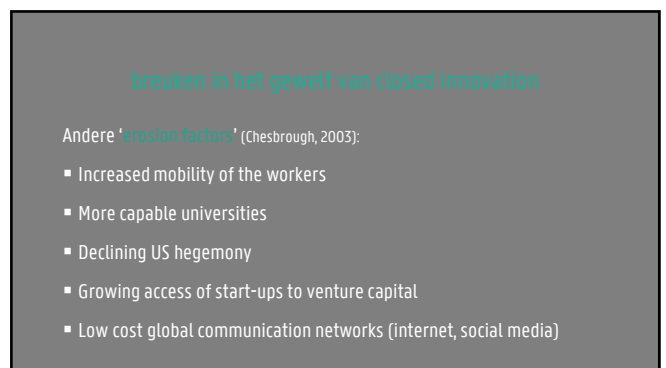 breuken in het gewelf van closed innovation
Andere ‘erosion factors’ (Chesbrough, 2003):
▪ Increased mobility of the workers
▪ More capable universities
▪ Declining US hegemony
▪ Growing access of start-ups to venture capital
▪ Low cost global communication networks (internet, social media)